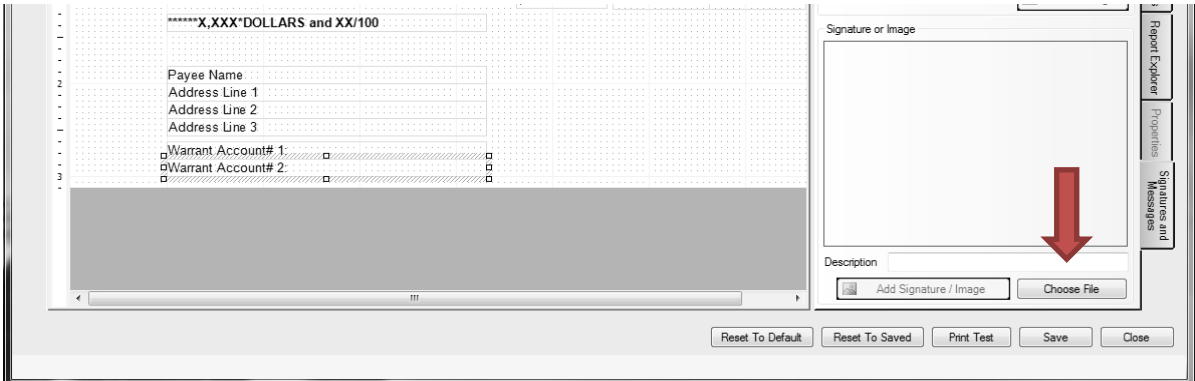 ******X,XXX*DOLLARS and XX/100
Payee Name
Address Line 1
Address Line 2
Address Line 3
Warrant Account# 1:
Warrant Account# 2:
2
3
Signature or Image
Description
Add Signature / Image
Choose File
Report Explorer
Properties
Signatures and
Messages
Reset To Default
Reset To Saved
Print Test
Save
Close